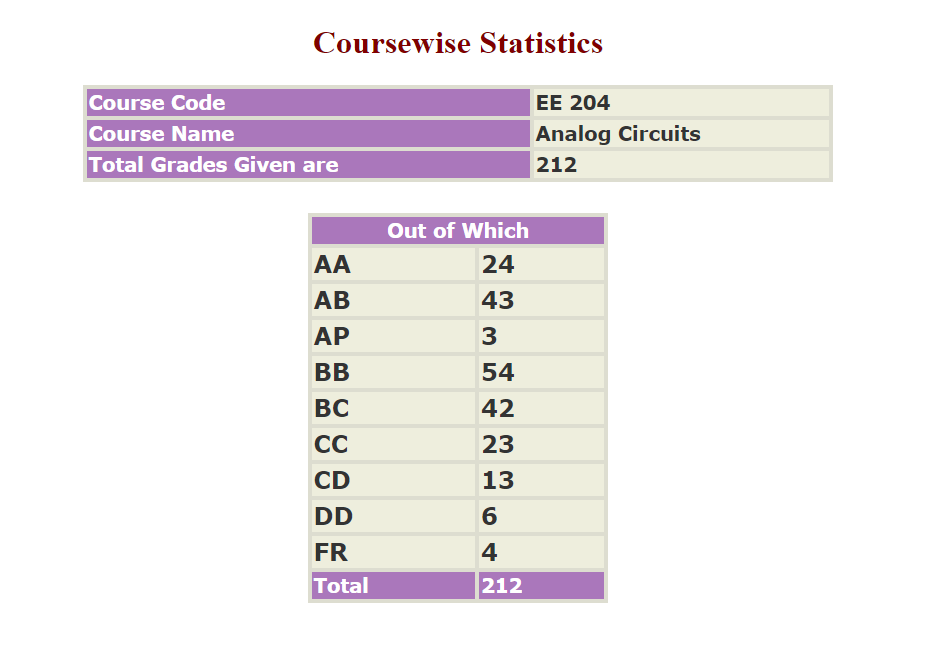 Coursewise Statistics
Course Code EE 204
Course Name Analog Circuits
Total Grades Given are 212
Out of Which
AA 24
AB 43
AP 3
BB 54
BC 42
CC 23
CD 13
DD 6
FR 4
Total 212